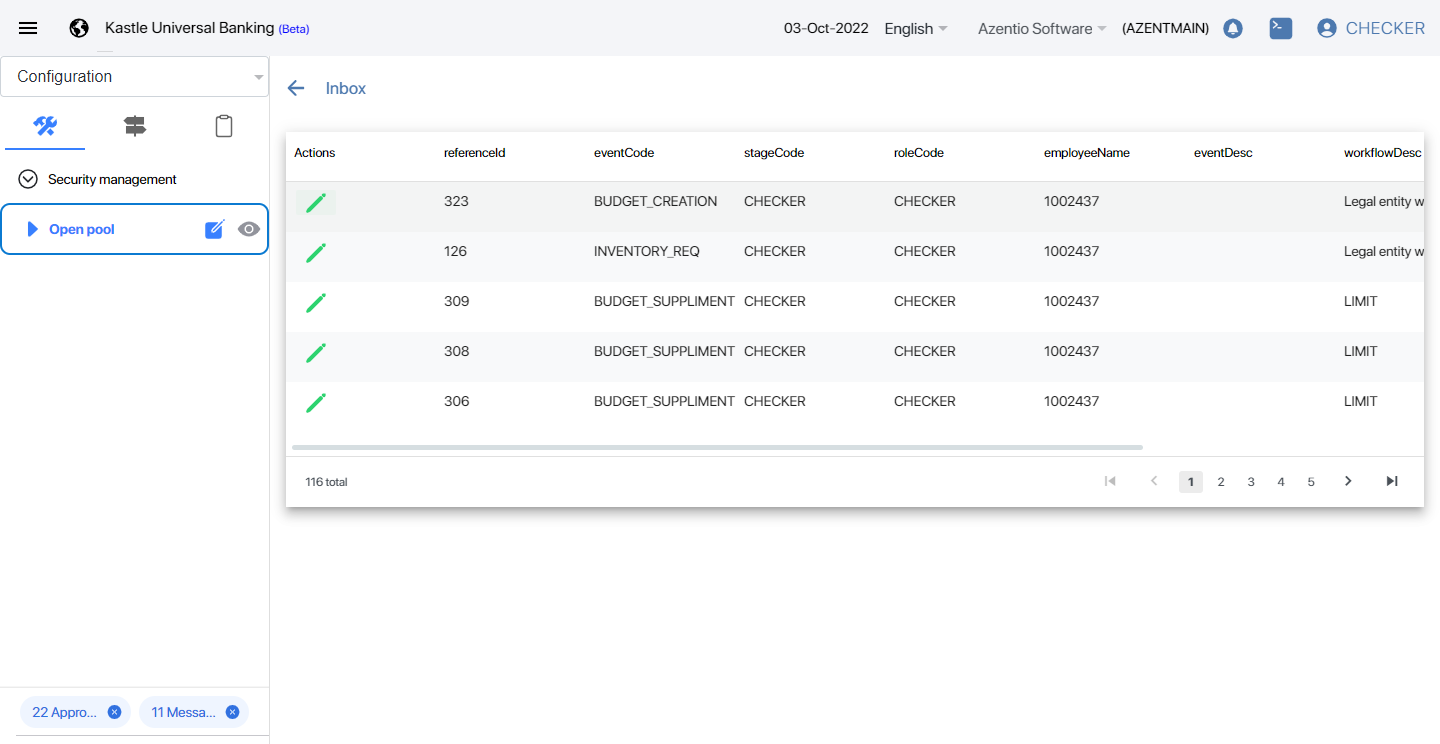 Kastle Universal Banking (Beta) 03-Oct-2022 English Azentio Software (AZENTMAIN) CHECKER
Configuration
Inbox
Security management
Open pool
Actions referenceId eventCode stageCode roleCode employeeName eventDesc workflowDesc
323 BUDGET_CREATION CHECKER CHECKER 1002437 Legal entity w
126 INVENTORY_REQ CHECKER CHECKER 1002437 Legal entity w
309 BUDGET_SUPPLIMENT CHECKER CHECKER 1002437 LIMIT
308 BUDGET_SUPPLIMENT CHECKER CHECKER 1002437 LIMIT
306 BUDGET_SUPPLIMENT CHECKER CHECKER 1002437 LIMIT
116 total 1 2 3 4 5
22 Appro... 11 Messa...